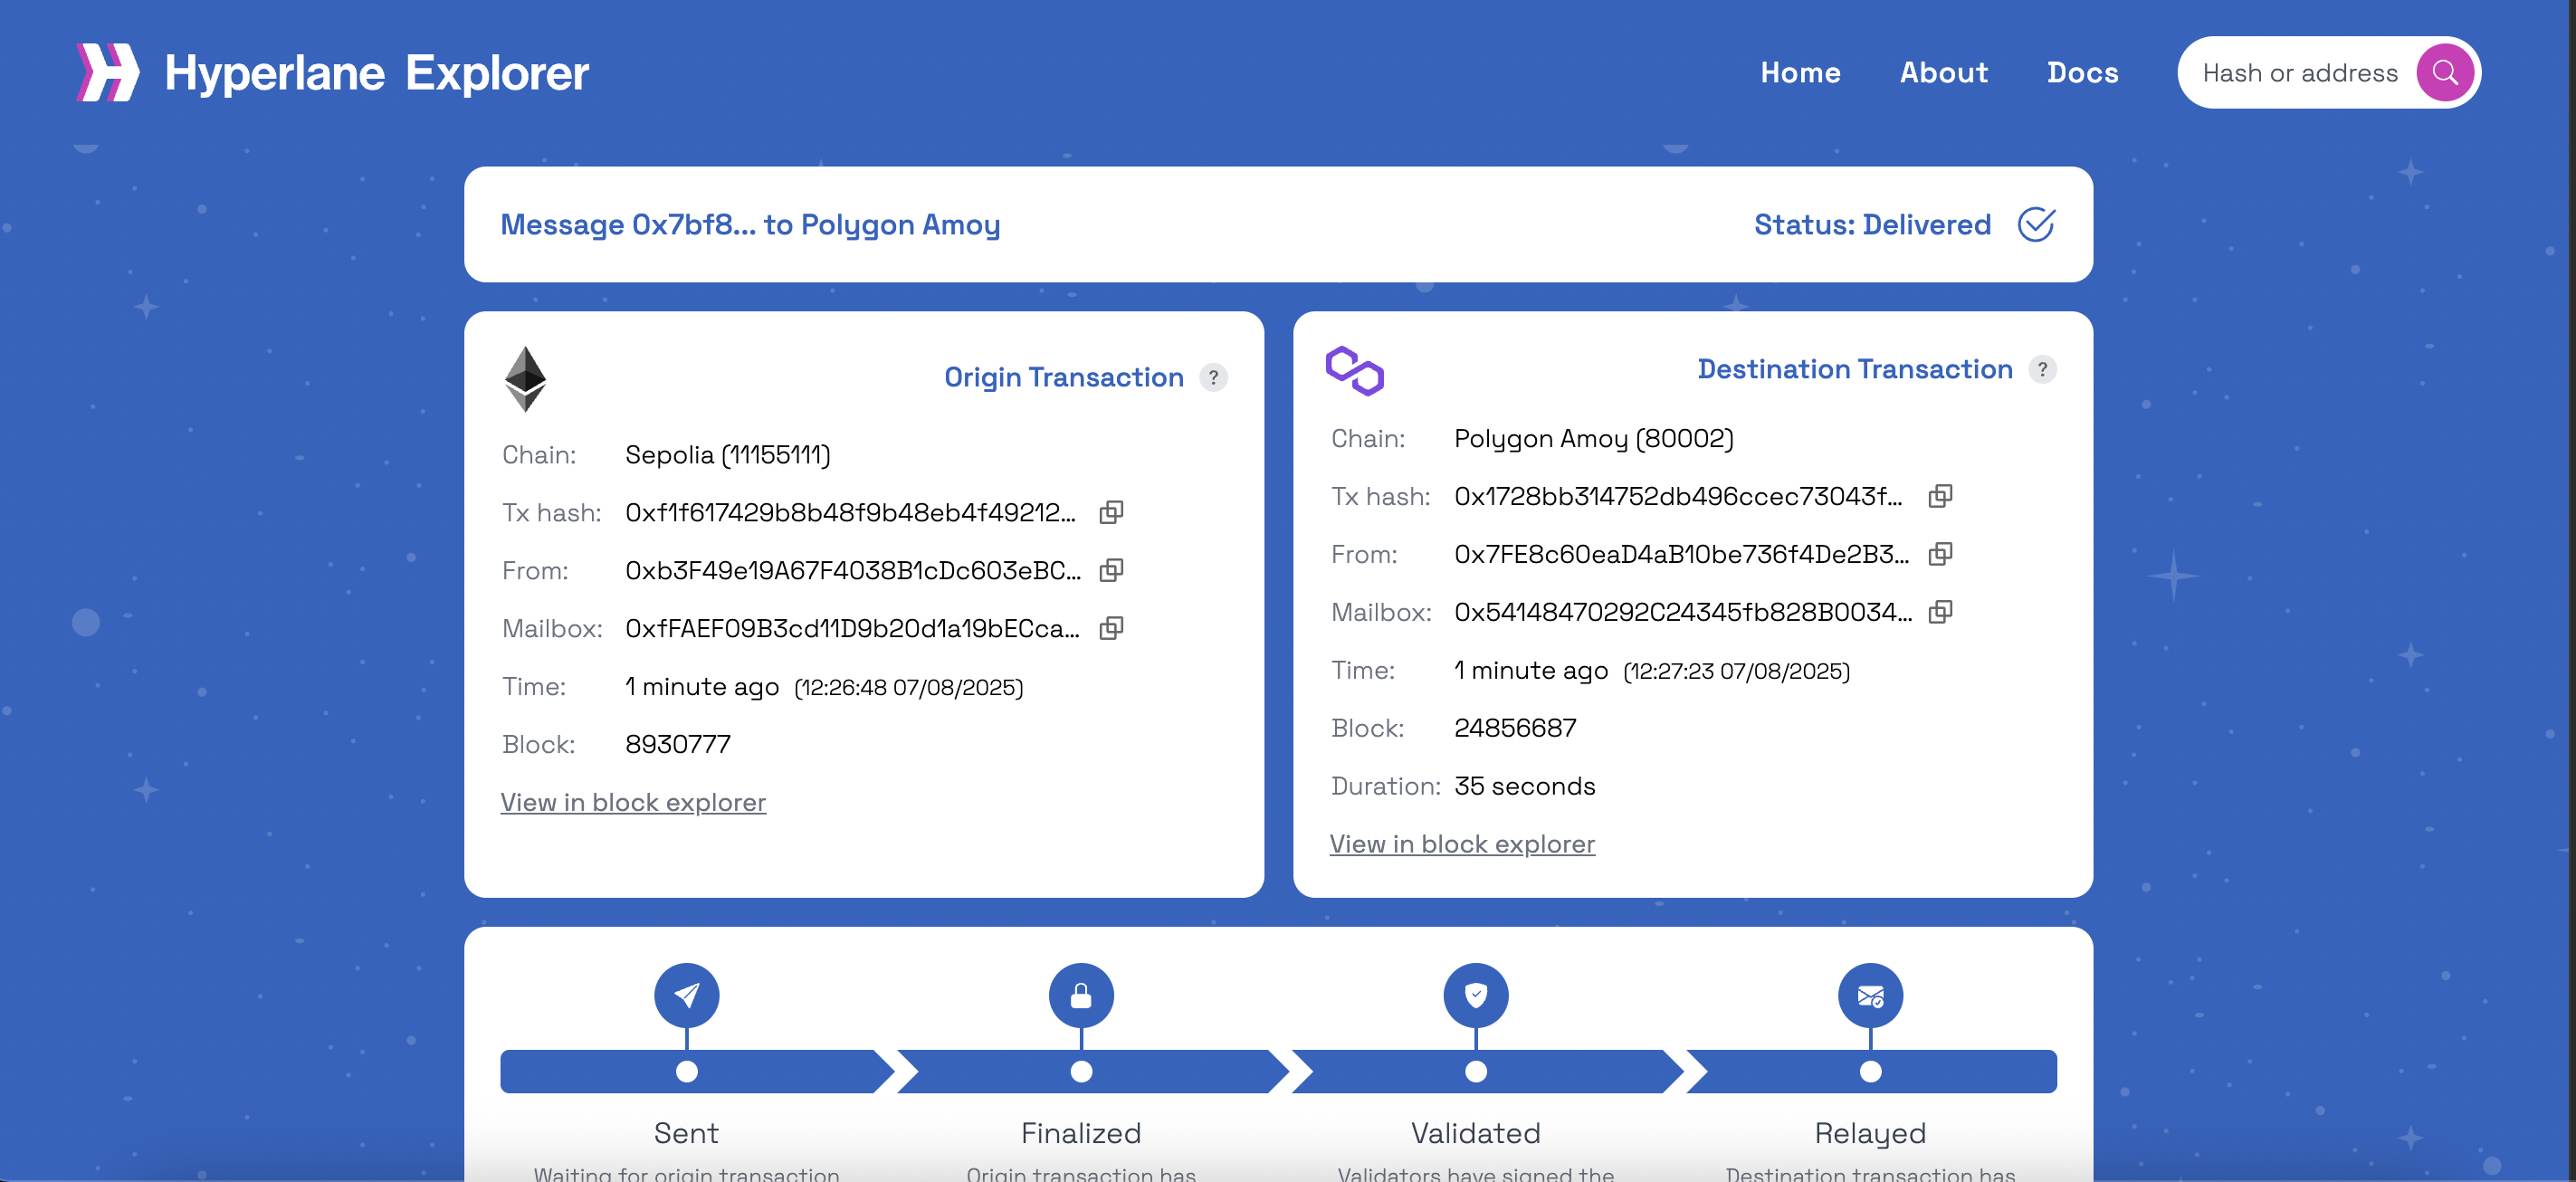 Hyperlane Explorer
Home About Docs
Hash or address
Message 0x7bf8... to Polygon Amoy
Status: Delivered
Origin Transaction ?
Chain: Sepolia (11155111)
Tx hash: 0xf1f617429b8b48f9b48eb4f49212...
From: 0xb3F49e19A67F4038B1cDc603eBC...
Mailbox: 0xfFAEF09B3cd11D9b20d1a19bECca...
Time: 1 minute ago (12:26:48 07/08/2025)
Block: 8930777
View in block explorer
Destination Transaction ?
Chain: Polygon Amoy (80002)
Tx hash: 0x1728bb314752db496ccec73043f...
From: 0x7FE8c60eaD4aB10be736f4De2B3...
Mailbox: 0x54148470292C24345fb828B0034...
Time: 1 minute ago (12:27:23 07/08/2025)
Block: 24856687
Duration: 35 seconds
View in block explorer
Sent
Finalized
Validated
Relayed
Waiting for origin transaction
Origin transaction has
Validators have signed the
Destination transaction has